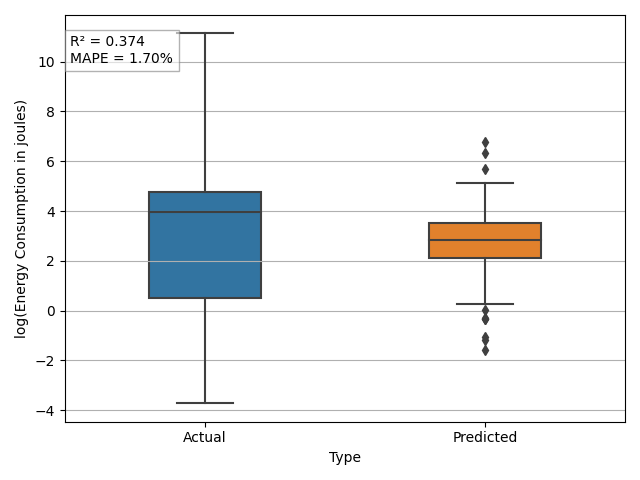 R² = 0.374
MAPE = 1.70%
10
8
6
4
2
0
−2
−4
log(Energy Consumption in joules)
Actual
Predicted
Type